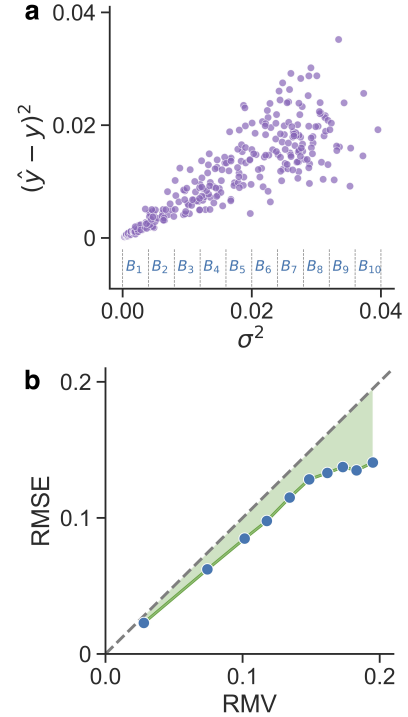 a
0.04
0.02
0
(ŷ − y)²
B₁ B₂ B₃ B₄ B₅ B₆ B₇ B₈ B₉ B₁₀
0.00 0.02 0.04
σ²
b
0.2
0.1
0
RMSE
0.0 0.1 0.2
RMV